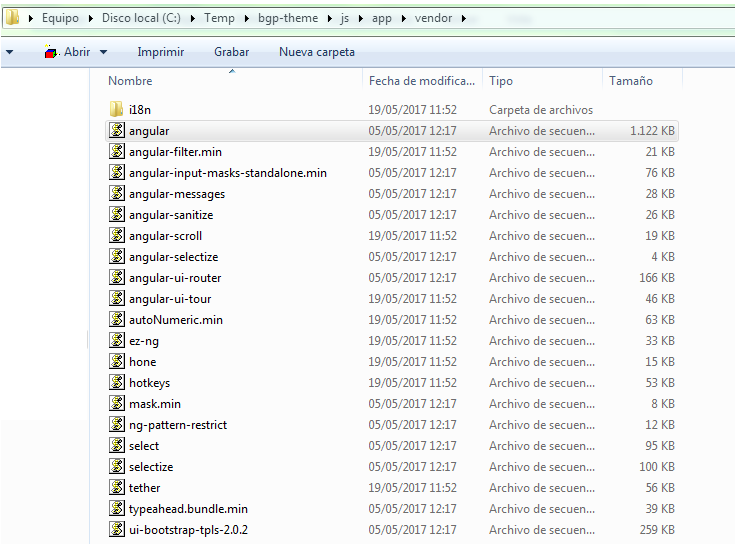 Equipo Disco local (C:) Temp bgp-theme js app vendor
Abrir Imprimir Grabar Nueva carpeta
Nombre Fecha de modifica... Tipo Tamaño
i18n 19/05/2017 11:52 Carpeta de archivos
angular 05/05/2017 12:17 Archivo de secuen... 1.122 KB
angular-filter.min 19/05/2017 11:52 Archivo de secuen... 21 KB
angular-input-masks-standalone.min 05/05/2017 12:17 Archivo de secuen... 76 KB
angular-messages 05/05/2017 12:17 Archivo de secuen... 28 KB
angular-sanitize 05/05/2017 12:17 Archivo de secuen... 26 KB
angular-scroll 19/05/2017 11:52 Archivo de secuen... 19 KB
angular-selectize 05/05/2017 12:17 Archivo de secuen... 4 KB
angular-ui-router 05/05/2017 12:17 Archivo de secuen... 166 KB
angular-ui-tour 19/05/2017 11:52 Archivo de secuen... 46 KB
autoNumeric.min 19/05/2017 11:52 Archivo de secuen... 63 KB
ez-ng 19/05/2017 11:52 Archivo de secuen... 33 KB
hone 19/05/2017 11:52 Archivo de secuen... 15 KB
hotkeys 19/05/2017 11:52 Archivo de secuen... 53 KB
mask.min 05/05/2017 12:17 Archivo de secuen... 8 KB
ng-pattern-restrict 05/05/2017 12:17 Archivo de secuen... 12 KB
select 05/05/2017 12:17 Archivo de secuen... 95 KB
selectize 05/05/2017 12:17 Archivo de secuen... 100 KB
tether 19/05/2017 11:52 Archivo de secuen... 56 KB
typeahead.bundle.min 05/05/2017 12:17 Archivo de secuen... 39 KB
ui-bootstrap-tpls-2.0.2 05/05/2017 12:17 Archivo de secuen... 259 KB